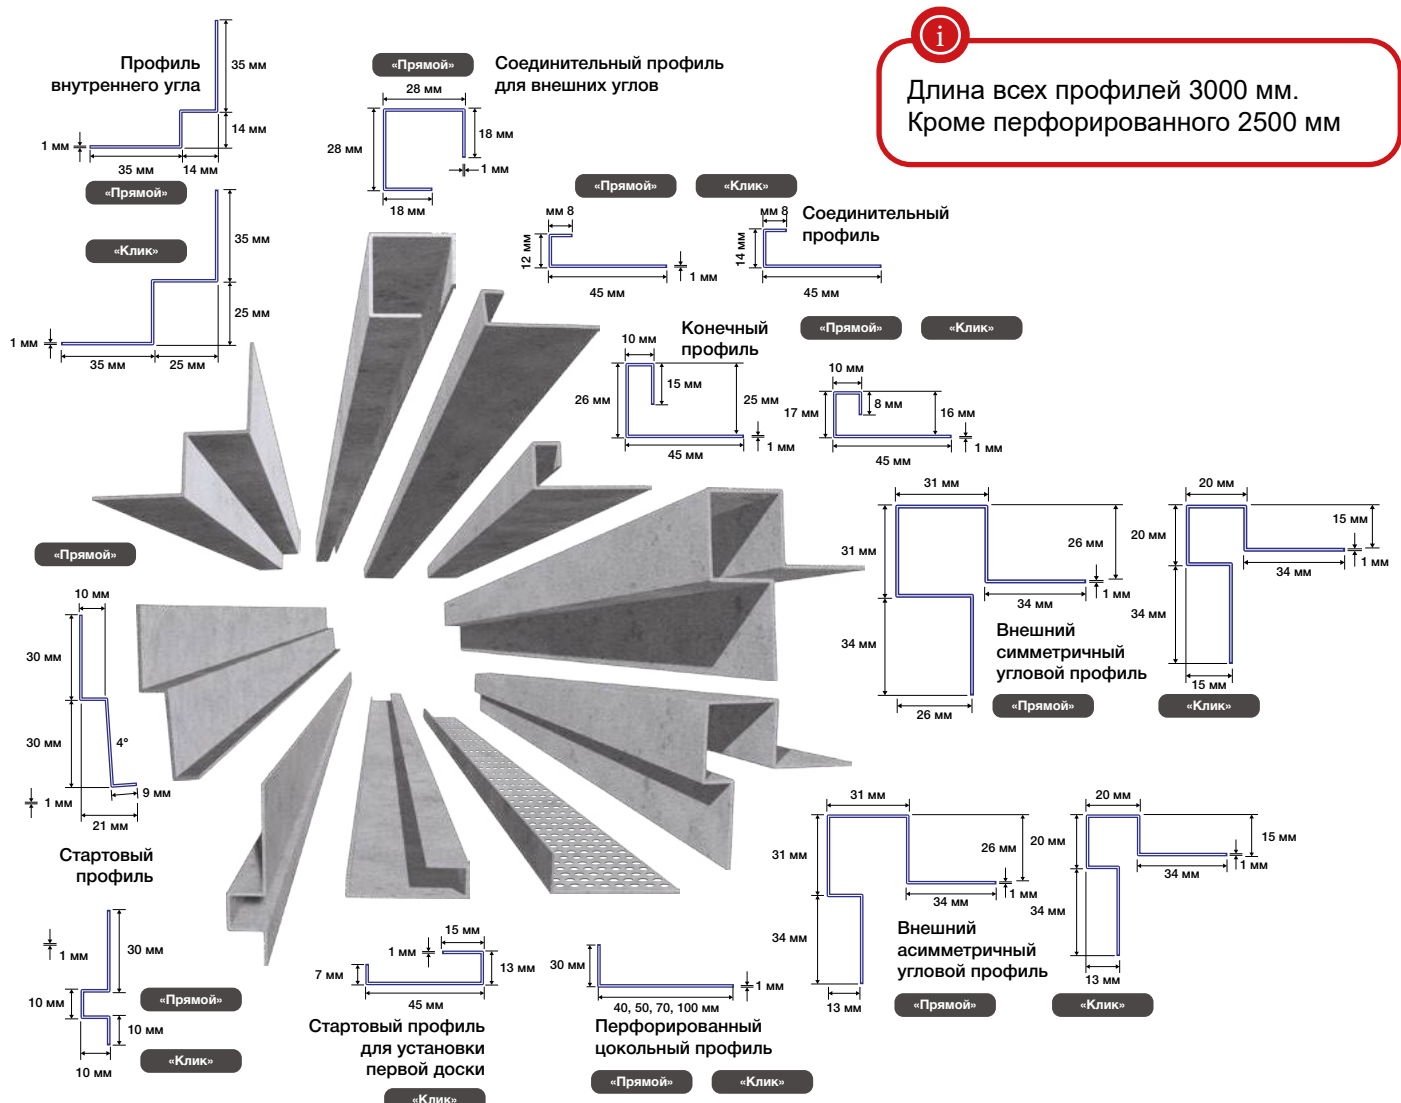 Профиль
внутреннего угла
35 мм
14 мм
1 мм
35 мм
14 мм
«Прямой»
«Клик»
35 мм
25 мм
1 мм
35 мм
25 мм
«Прямой»
Соединительный профиль
для внешних углов
28 мм
28 мм
18 мм
1 мм
18 мм
i
Длина всех профилей 3000 мм.
Кроме перфорированного 2500 мм
«Прямой»
«Клик»
Соединительный
профиль
мм 8
12 мм
1 мм
45 мм
мм 8
14 мм
45 мм
Конечный
профиль
«Прямой»
«Клик»
10 мм
15 мм
26 мм
25 мм
1 мм
45 мм
10 мм
8 мм
17 мм
16 мм
1 мм
45 мм
31 мм
31 мм
26 мм
1 мм
34 мм
34 мм
26 мм
20 мм
15 мм
20 мм
1 мм
34 мм
34 мм
15 мм
Внешний
симметричный
угловой профиль
«Прямой»
«Клик»
«Прямой»
10 мм
30 мм
30 мм
4°
9 мм
1 мм
21 мм
Стартовый
профиль
1 мм
30 мм
10 мм
10 мм
10 мм
«Прямой»
«Клик»
15 мм
1 мм
7 мм
13 мм
45 мм
Стартовый профиль
для установки
первой доски
«Клик»
30 мм
1 мм
40, 50, 70, 100 мм
Перфорированный
цокольный профиль
«Прямой»
«Клик»
31 мм
31 мм
26 мм
1 мм
34 мм
34 мм
13 мм
20 мм
20 мм
15 мм
1 мм
34 мм
34 мм
13 мм
Внешний
асимметричный
угловой профиль
«Прямой»
«Клик»